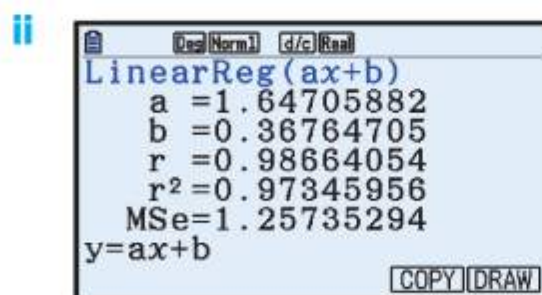 ii
Deg Norm1 d/c Real
LinearReg(ax+b)
a =1.64705882
b =0.36764705
r =0.98664054
r²=0.97345956
MSe=1.25735294
y=ax+b
COPY DRAW